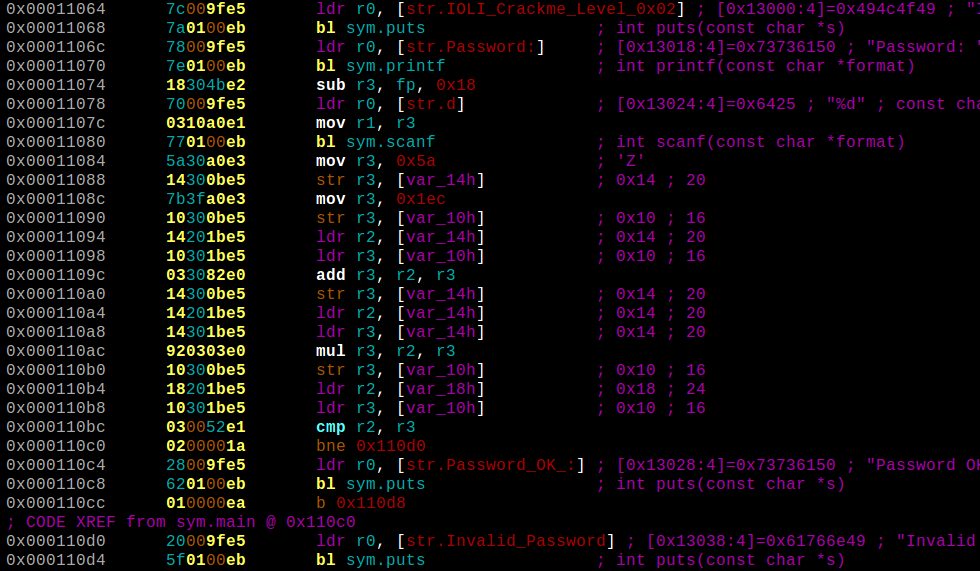 0x00011064 7c009fe5 ldr r0, [str.IOLI_Crackme_Level_0x02] ; [0x13000:4]=0x494c4f49 ; "I
0x00011068 7a0100eb bl sym.puts ; int puts(const char *s)
0x0001106c 78009fe5 ldr r0, [str.Password:] ; [0x13018:4]=0x73736150 ; "Password: "
0x00011070 7e0100eb bl sym.printf ; int printf(const char *format)
0x00011074 18304be2 sub r3, fp, 0x18
0x00011078 70009fe5 ldr r0, [str.d] ; [0x13024:4]=0x6425 ; "%d" ; const cha
0x0001107c 0310a0e1 mov r1, r3
0x00011080 770100eb bl sym.scanf ; int scanf(const char *format)
0x00011084 5a30a0e3 mov r3, 0x5a ; 'Z'
0x00011088 14300be5 str r3, [var_14h] ; 0x14 ; 20
0x0001108c 7b3fa0e3 mov r3, 0x1ec
0x00011090 10300be5 str r3, [var_10h] ; 0x10 ; 16
0x00011094 14201be5 ldr r2, [var_14h] ; 0x14 ; 20
0x00011098 10301be5 ldr r3, [var_10h] ; 0x10 ; 16
0x0001109c 033082e0 add r3, r2, r3
0x000110a0 14300be5 str r3, [var_14h] ; 0x14 ; 20
0x000110a4 14201be5 ldr r2, [var_14h] ; 0x14 ; 20
0x000110a8 14301be5 ldr r3, [var_14h] ; 0x14 ; 20
0x000110ac 920303e0 mul r3, r2, r3
0x000110b0 10300be5 str r3, [var_10h] ; 0x10 ; 16
0x000110b4 18201be5 ldr r2, [var_18h] ; 0x18 ; 24
0x000110b8 10301be5 ldr r3, [var_10h] ; 0x10 ; 16
0x000110bc 030052e1 cmp r2, r3
0x000110c0 0200001a bne 0x110d0
0x000110c4 28009fe5 ldr r0, [str.Password_OK_:] ; [0x13028:4]=0x73736150 ; "Password OK
0x000110c8 620100eb bl sym.puts ; int puts(const char *s)
0x000110cc 010000ea b 0x110d8
; CODE XREF from sym.main @ 0x110c0
0x000110d0 20009fe5 ldr r0, [str.Invalid_Password] ; [0x13038:4]=0x61766e49 ; "Invalid
0x000110d4 5f0100eb bl sym.puts ; int puts(const char *s)